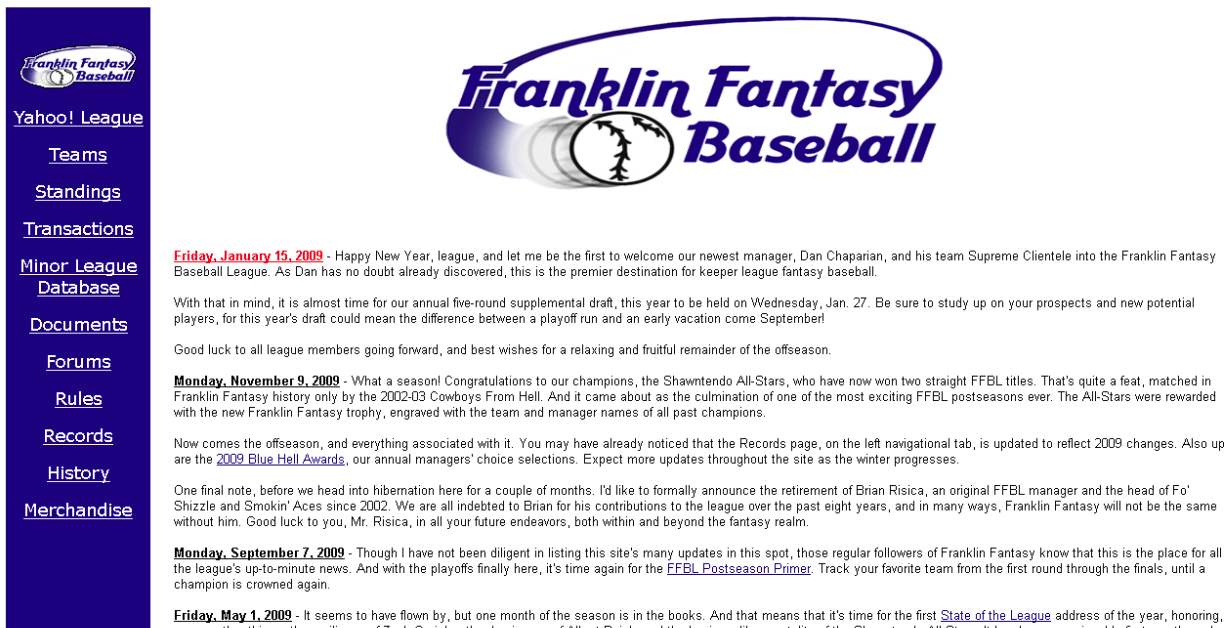 Franklin Fantasy
Baseball
Yahoo! League
Teams
Standings
Transactions
Minor League
Database
Documents
Forums
Rules
Records
History
Merchandise
Franklin Fantasy
Baseball
Friday, January 15, 2009 - Happy New Year, league, and let me be the first to welcome our newest manager, Dan Chaparian, and his team Supreme Clientele into the Franklin Fantasy
Baseball League. As Dan has no doubt already discovered, this is the premier destination for keeper league fantasy baseball.
With that in mind, it is almost time for our annual five-round supplemental draft, this year to be held on Wednesday, Jan. 27. Be sure to study up on your prospects and new potential
players, for this year's draft could mean the difference between a playoff run and an early vacation come September!
Good luck to all league members going forward, and best wishes for a relaxing and fruitful remainder of the offseason.
Monday, November 9, 2009 - What a season! Congratulations to our champions, the Shawntendo All-Stars, who have now won two straight FFBL titles. That's quite a feat, matched in
Franklin Fantasy history only by the 2002-03 Cowboys From Hell. And it came about as the culmination of one of the most exciting FFBL postseasons ever. The All-Stars were rewarded
with the new Franklin Fantasy trophy, engraved with the team and manager names of all past champions.
Now comes the offseason, and everything associated with it. You may have already noticed that the Records page, on the left navigational tab, is updated to reflect 2009 changes. Also up
are the 2009 Blue Hell Awards, our annual managers' choice selections. Expect more updates throughout the site as the winter progresses.
One final note, before we head into hibernation here for a couple of months. I'd like to formally announce the retirement of Brian Risica, an original FFBL manager and the head of Fo'
Shizzle and Smokin' Aces since 2002. We are all indebted to Brian for his contributions to the league over the past eight years, and in many ways, Franklin Fantasy will not be the same
without him. Good luck to you, Mr. Risica, in all your future endeavors, both within and beyond the fantasy realm.
Monday, September 7, 2009 - Though I have not been diligent in listing this site's many updates in this spot, those regular followers of Franklin Fantasy know that this is the place for all
the league's up-to-minute news. And with the playoffs finally here, it's time again for the FFBL Postseason Primer. Track your favorite team from the first round through the finals, until a
champion is crowned again.
Friday, May 1, 2009 - It seems to have flown by, but one month of the season is in the books. And that means that it's time for the first State of the League address of the year, honoring,